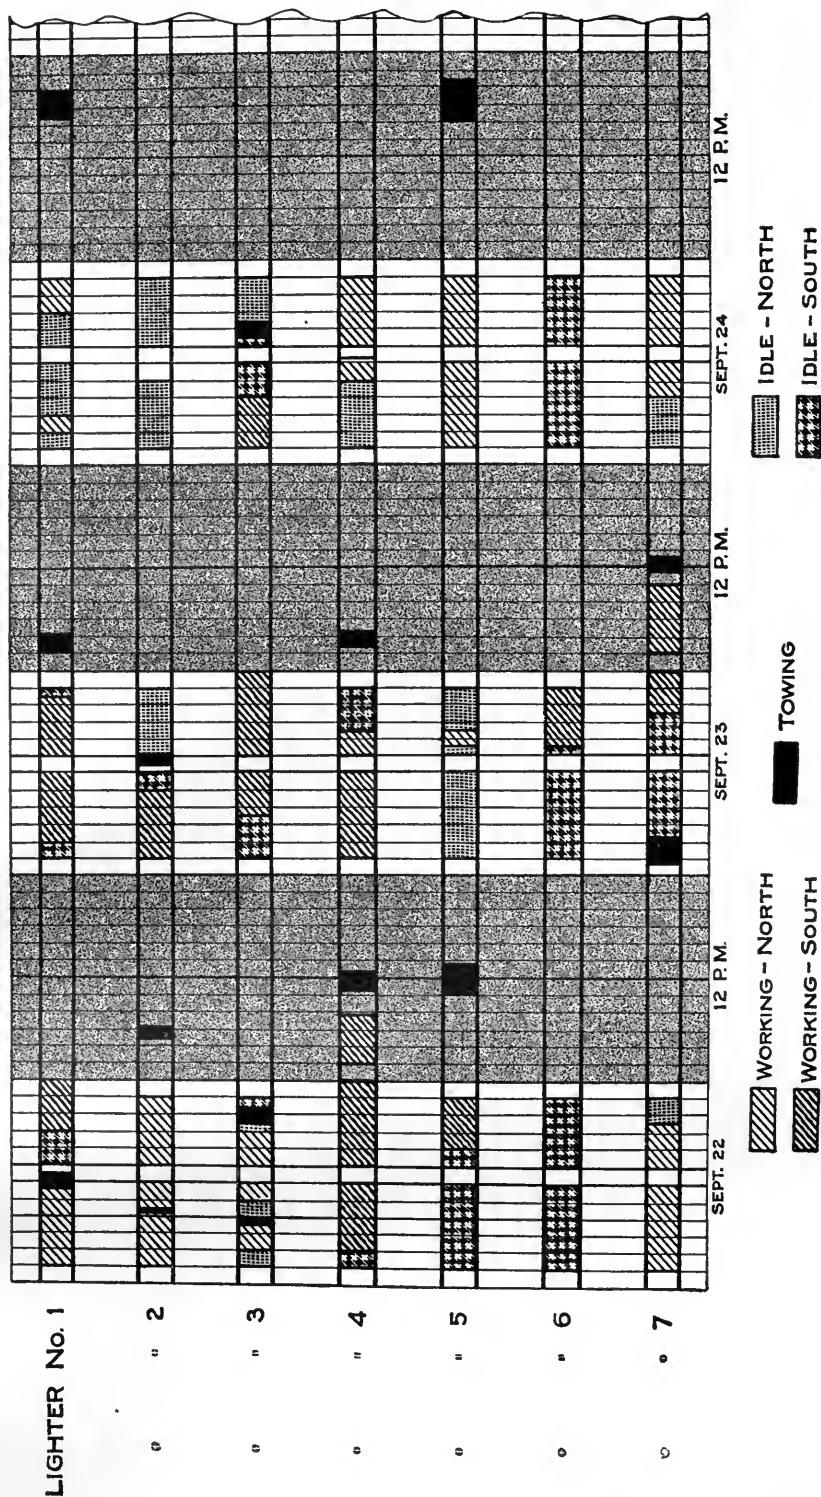 LIGHTER No. 1
" " 2
" " 3
" " 4
" " 5
" " 6
" " 7
SEPT. 22
12 P.M.
SEPT. 23
12 P.M.
SEPT. 24
12 P.M.
WORKING-NORTH
WORKING-SOUTH
TOWING
IDLE-NORTH
IDLE-SOUTH